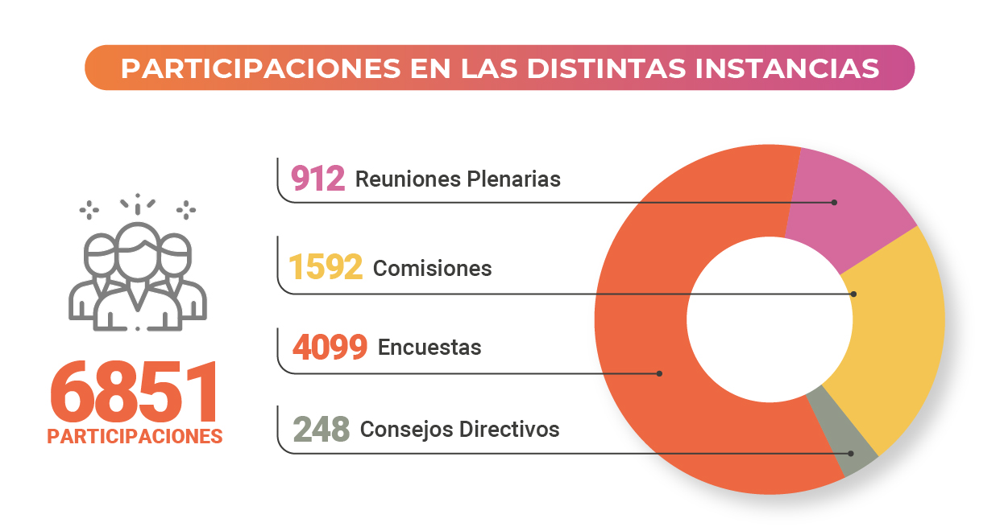 PARTICIPACIONES EN LAS DISTINTAS INSTANCIAS
912 Reuniones Plenarias
1592 Comisiones
4099 Encuestas
248 Consejos Directivos
6851
PARTICIPACIONES